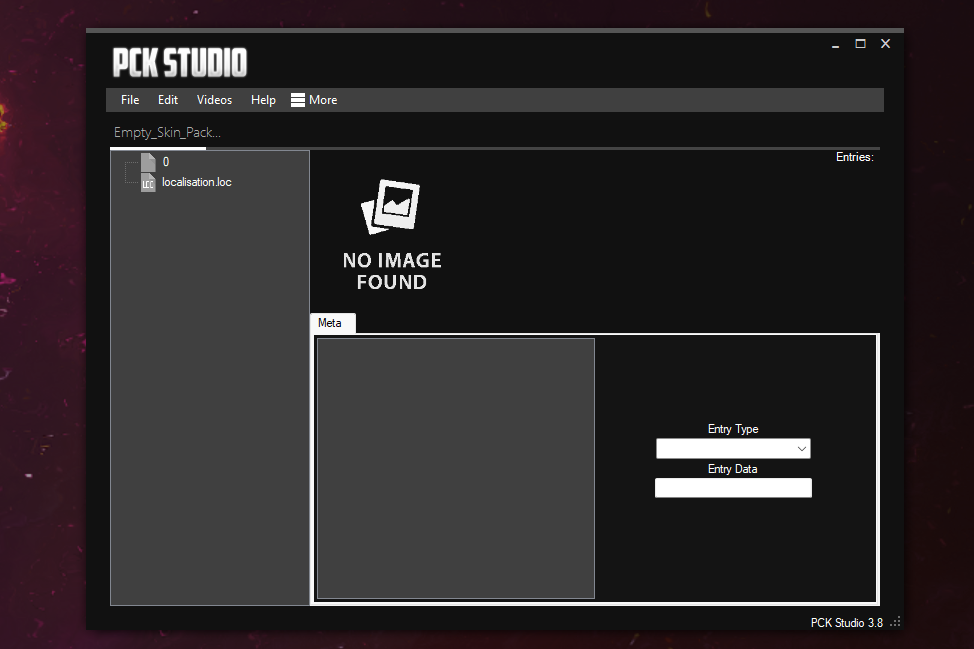 PCK STUDIO
File Edit Videos Help More
Empty_Skin_Pack...
Entries:
0
LOC localisation.loc
NO IMAGE
FOUND
Meta
Entry Type
Entry Data
PCK Studio 3.8